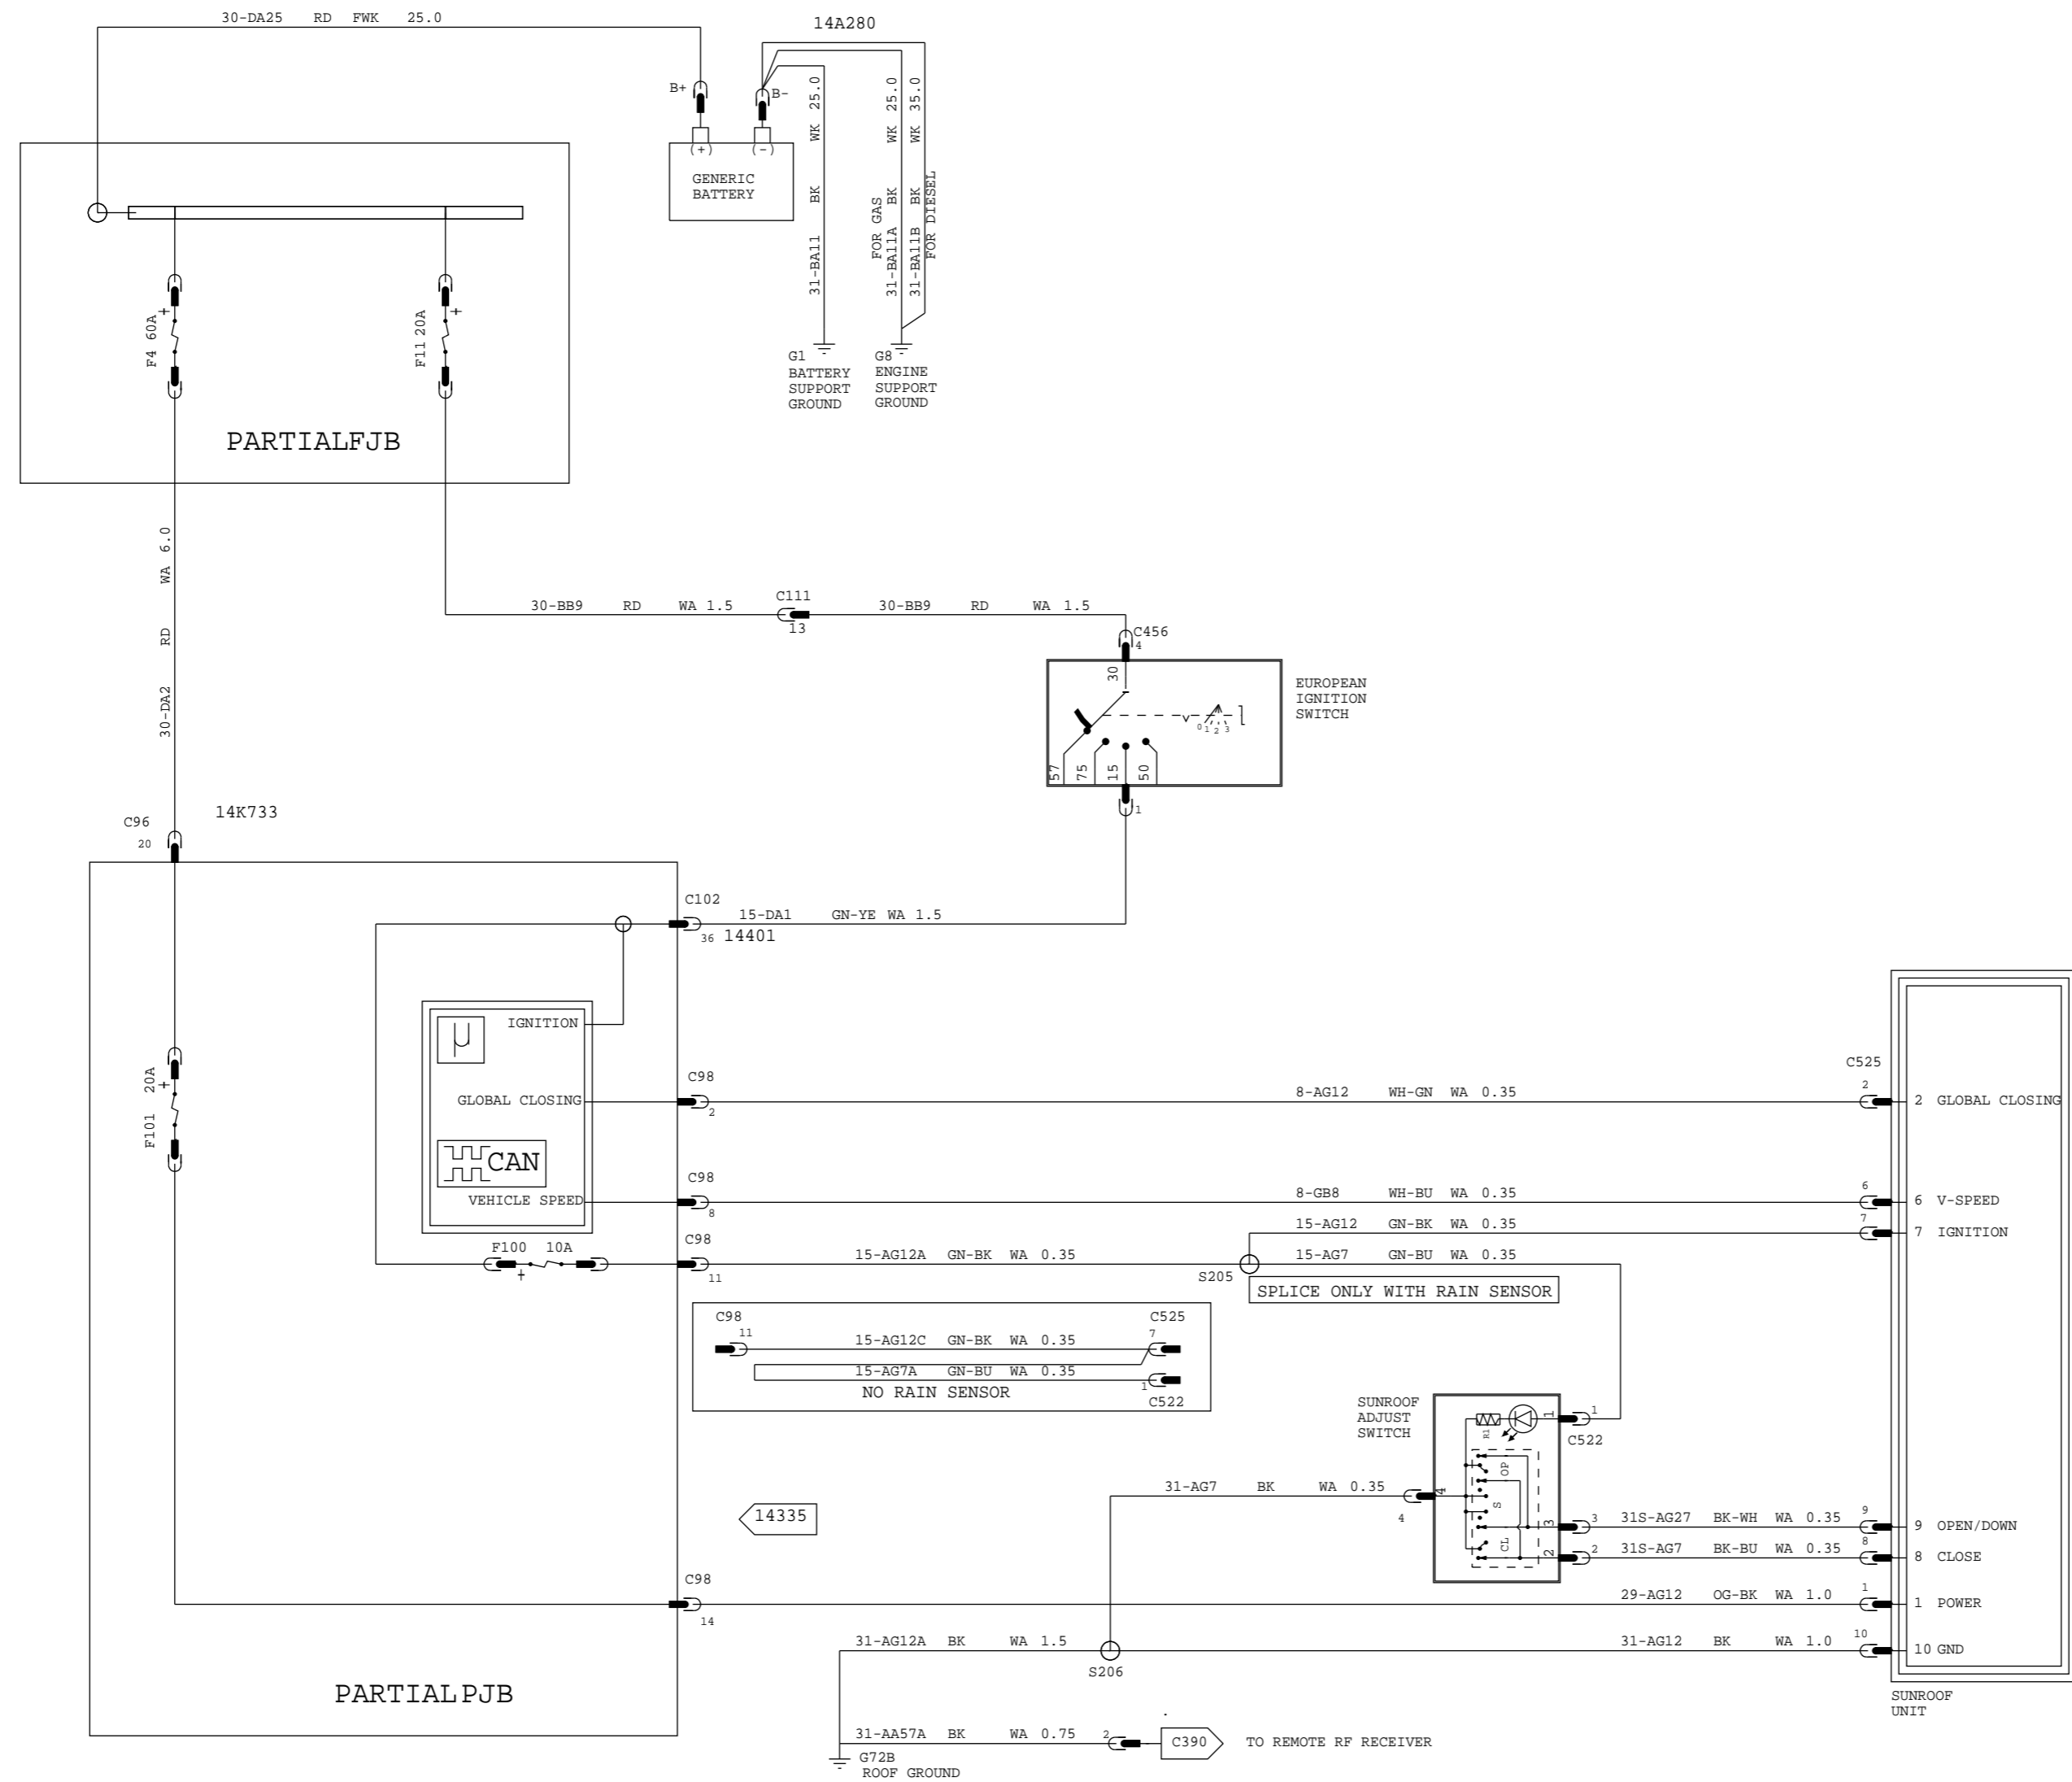 30-DA25 RD FWK 25.0
14A280
B+
B-
(+) (-)
GENERIC
BATTERY
31-BA11 BK WK 25.0
FOR GAS
31-BA11A BK WK 25.0
31-BA11B BK WK 35.0
FOR DIESEL
G1
BATTERY
SUPPORT
GROUND
G8
ENGINE
SUPPORT
GROUND
+
F4 60A
+
F11 20A
PARTIALFJB
30-DA2 RD WA 6.0
30-BB9 RD WA 1.5
C111
13
30-BB9 RD WA 1.5
C456
4
30
0 1 2 3
57 75 15 50
1
EUROPEAN
IGNITION
SWITCH
C96
20
14K733
C102
36
14401
15-DA1 GN-YE WA 1.5
µ
IGNITION
GLOBAL CLOSING
CAN
VEHICLE SPEED
F101 20A
+
C98
2
8-AG12 WH-GN WA 0.35
C525
2
2 GLOBAL CLOSING
C98
8
8-GB8 WH-BU WA 0.35
6
6 V-SPEED
15-AG12 GN-BK WA 0.35
7
7 IGNITION
F100 10A
+
C98
11
15-AG12A GN-BK WA 0.35
S205
15-AG7 GN-BU WA 0.35
SPLICE ONLY WITH RAIN SENSOR
C98
11
15-AG12C GN-BK WA 0.35
C525
7
15-AG7A GN-BU WA 0.35
1
C522
NO RAIN SENSOR
SUNROOF
ADJUST
SWITCH
R1
1
1
C522
OP
S
CL
31-AG7 BK WA 0.35
4
4
3
3
31S-AG27 BK-WH WA 0.35
9
9 OPEN/DOWN
2
2
31S-AG7 BK-BU WA 0.35
8
8 CLOSE
14335
C98
14
29-AG12 OG-BK WA 1.0
1
1 POWER
31-AG12A BK WA 1.5
S206
31-AG12 BK WA 1.0
10
10 GND
PARTIALPJB
SUNROOF
UNIT
31-AA57A BK WA 0.75
2
C390
TO REMOTE RF RECEIVER
G72B
ROOF GROUND